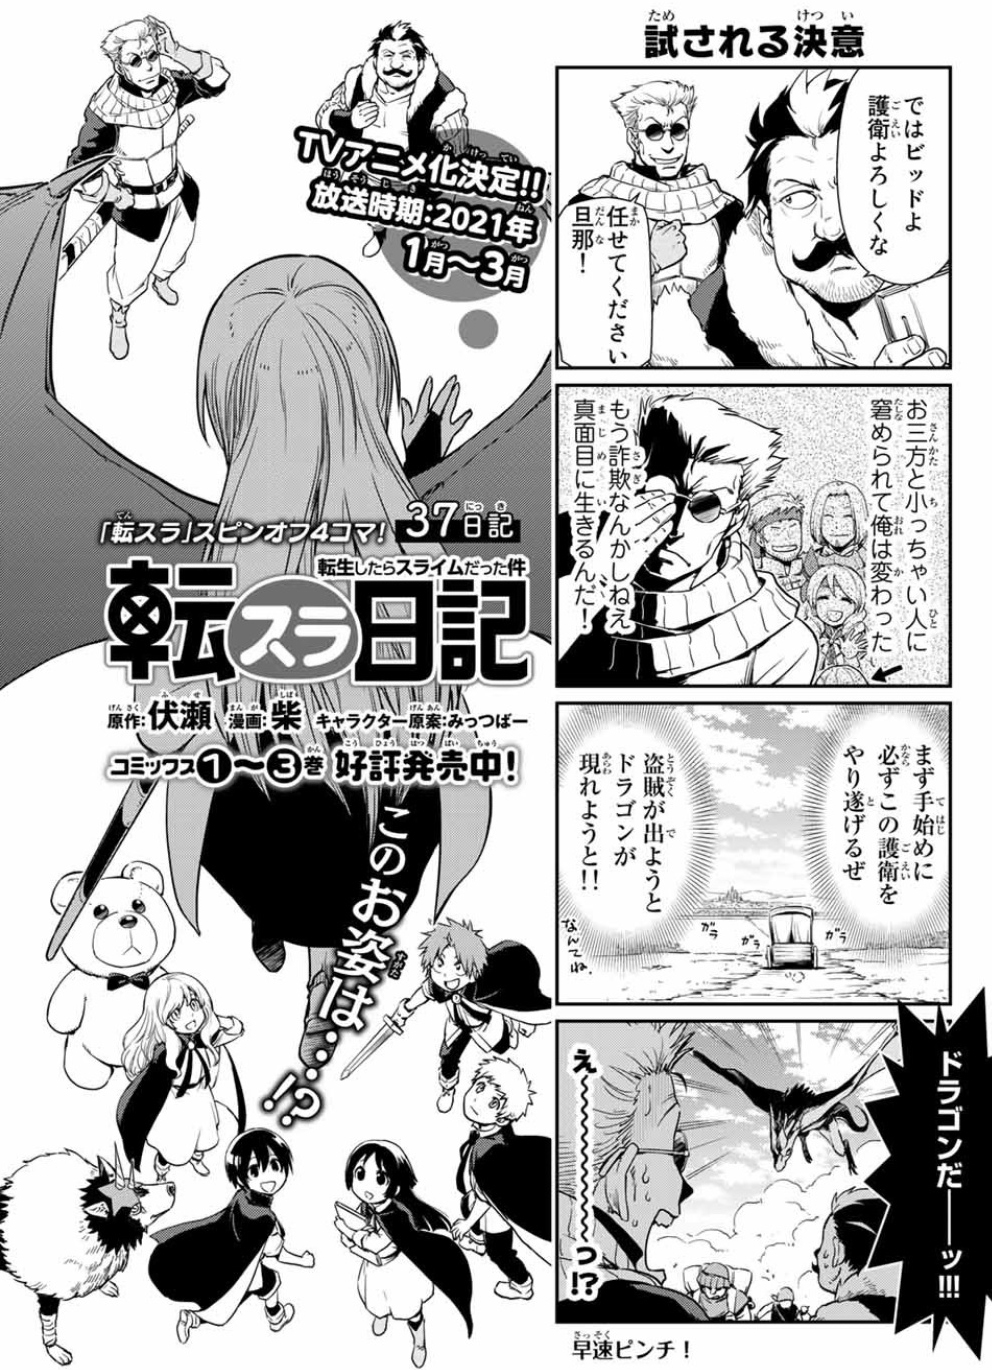 試される決意
ではビッドよ
護衛よろしくな
任せてください
旦那!
お三方と小っちゃい人に
窘められて俺は変わった
もう詐欺なんかしねえ
真面目に生きるんだ!
まず手始めに
必ずこの護衛を
やり遂げるぜ
盗賊が出ようと
ドラゴンが
現れようと!!
ガラ
ガラ
ガラ
なんてね、
ドラゴンだ――ッ!!!
え~~~~~~っ!?
早速ピンチ!
TVアニメ化決定!!
放送時期:2021年
1月~3月
「転スラ」スピンオフ4コマ!
37日記
転生したらスライムだった件
転スラ日記
原作:伏瀬 漫画:柴 キャラクター原案:みっつばー
コミックス1~3巻 好評発売中!
このお姿は…!?